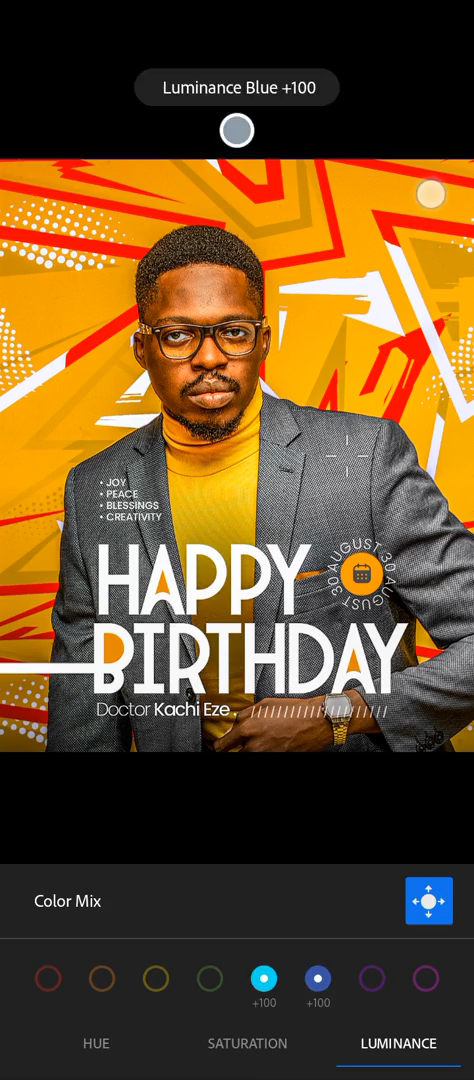 Luminance Blue +100
• JOY
• PEACE
• BLESSINGS
• CREATIVITY
HAPPY
AUGUST 30 AUGUST 30
BIRTHDAY
Doctor Kachi Eze .
Color Mix
+100
+100
HUE
SATURATION
LUMINANCE